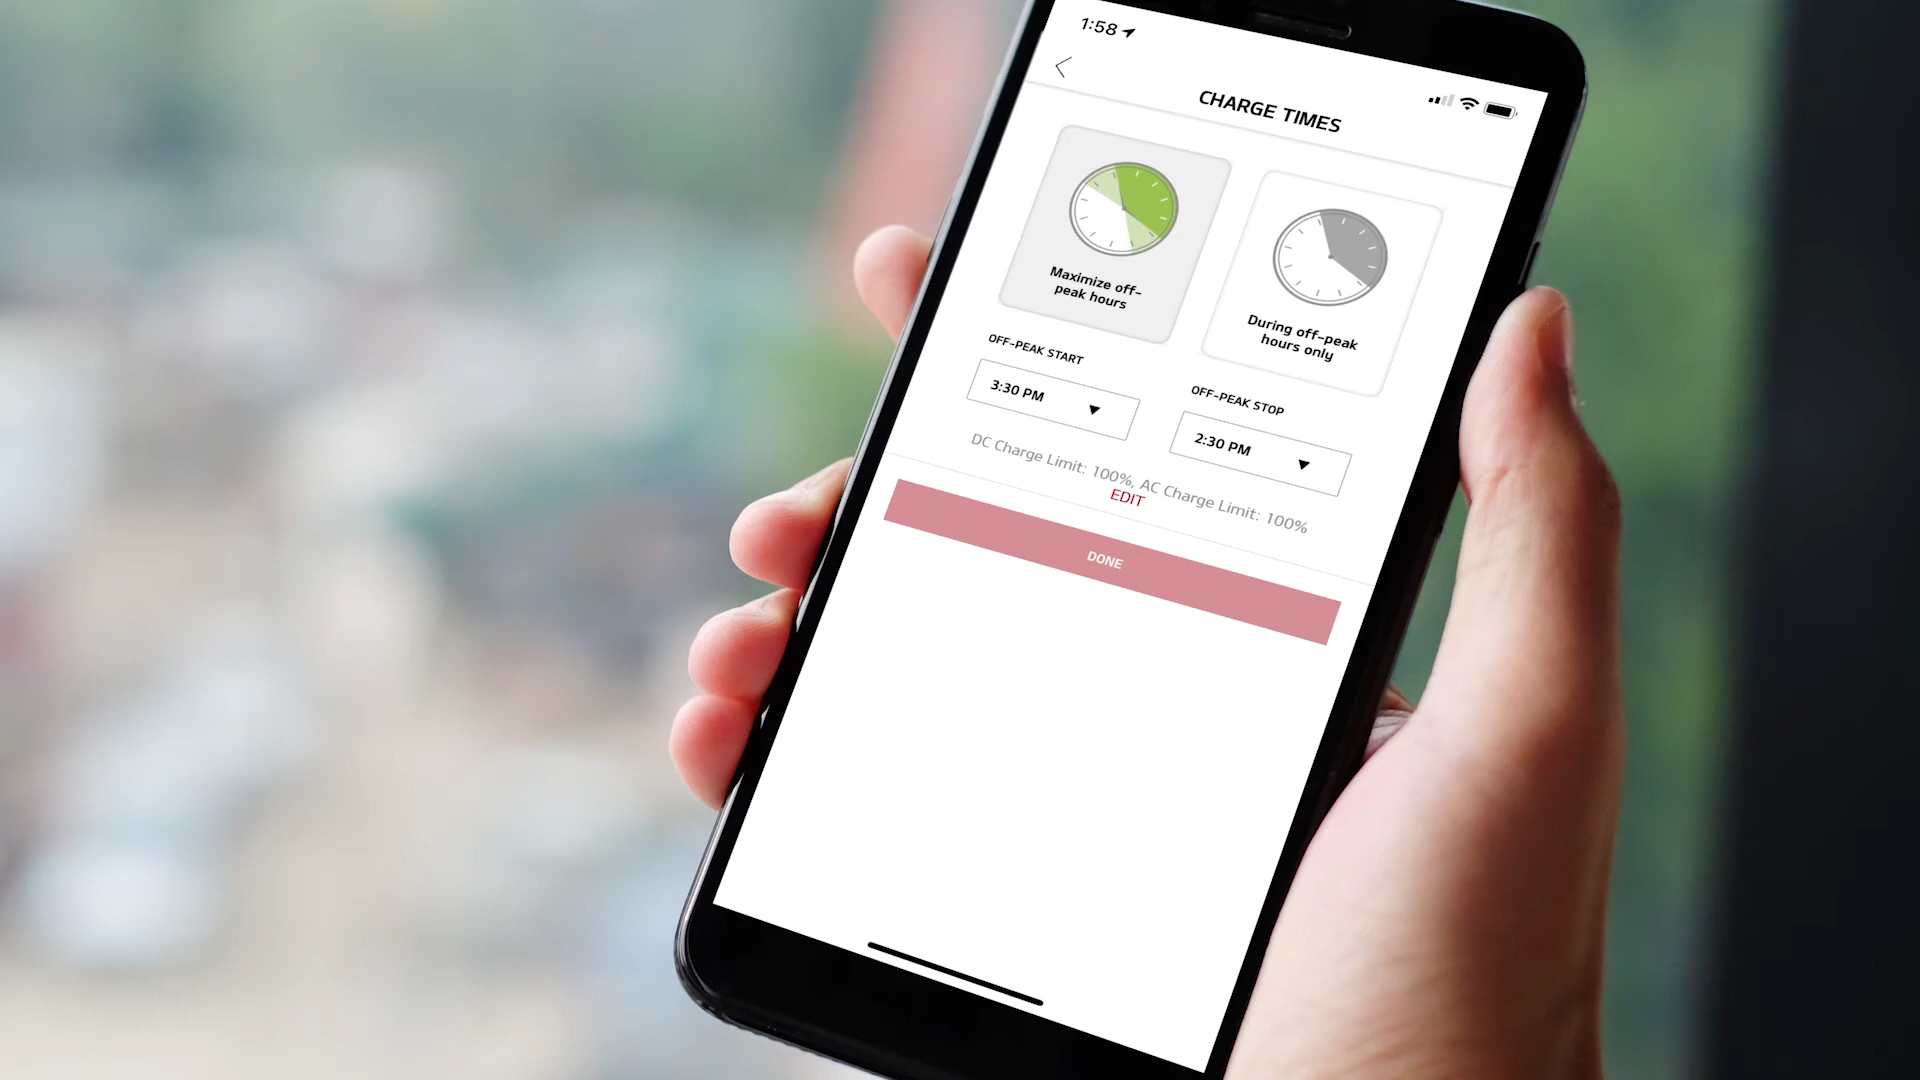 1:58
CHARGE TIMES
Maximize off-
peak hours
During off-peak
hours only
OFF-PEAK START
3:30 PM
OFF-PEAK STOP
2:30 PM
DC Charge Limit: 100%, AC Charge Limit: 100%
EDIT
DONE